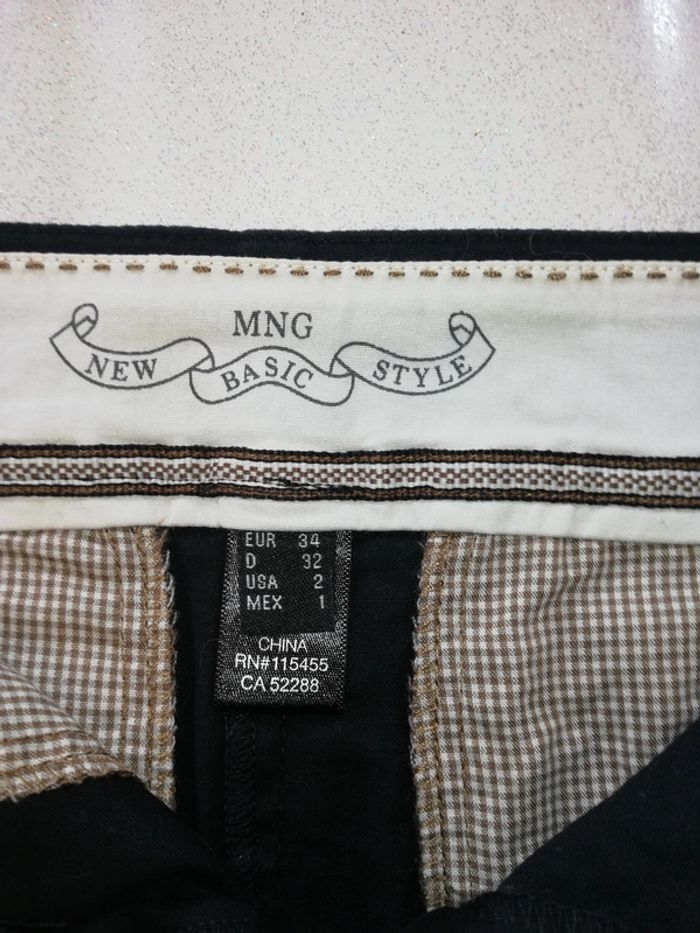 MNG
NEW BASIC STYLE
EUR 34
D 32
USA 2
MEX 1
CHINA
RN#115455
CA 52288